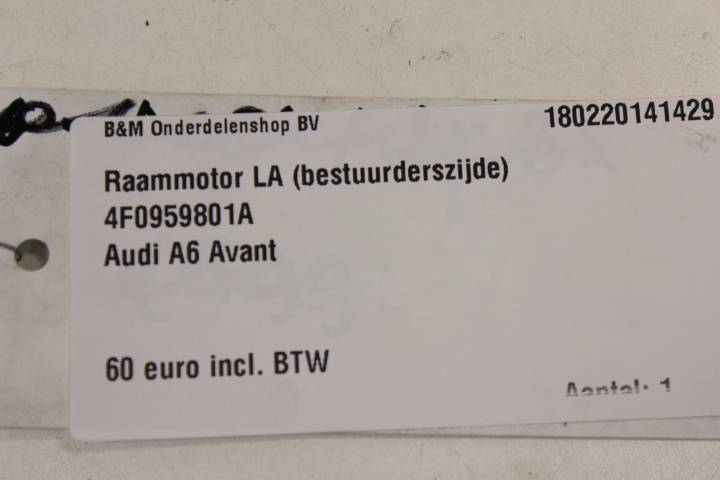 B&M Onderdelenshop BV
180220141429
Raammotor LA (bestuurderszijde)
4F0959801A
Audi A6 Avant
60 euro incl. BTW
Aantal: 1